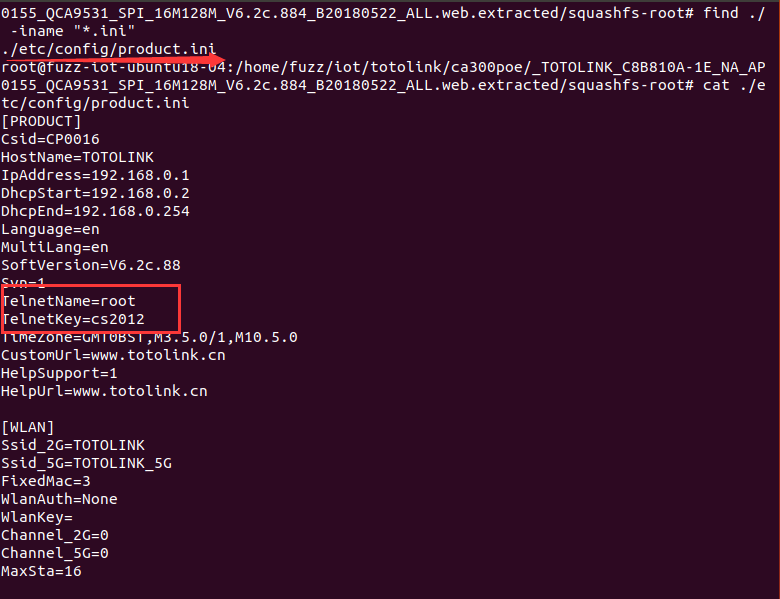 0155_QCA9531_SPI_16M128M_V6.2c.884_B20180522_ALL.web.extracted/squashfs-root# find ./
 -iname "*.ini"
./etc/config/product.ini
root@fuzz-iot-ubuntu18-04:/home/fuzz/iot/totolink/ca300poe/_TOTOLINK_C8B810A-1E_NA_AP
0155_QCA9531_SPI_16M128M_V6.2c.884_B20180522_ALL.web.extracted/squashfs-root# cat ./e
tc/config/product.ini
[PRODUCT]
Csid=CP0016
HostName=TOTOLINK
IpAddress=192.168.0.1
DhcpStart=192.168.0.2
DhcpEnd=192.168.0.254
Language=en
MultiLang=en
SoftVersion=V6.2c.88
Svn=1
TelnetName=root
TelnetKey=cs2012
TimeZone=GMT0BST,M3.5.0/1,M10.5.0
CustomUrl=www.totolink.cn
HelpSupport=1
HelpUrl=www.totolink.cn

[WLAN]
Ssid_2G=TOTOLINK
Ssid_5G=TOTOLINK_5G
FixedMac=3
WlanAuth=None
WlanKey=
Channel_2G=0
Channel_5G=0
MaxSta=16